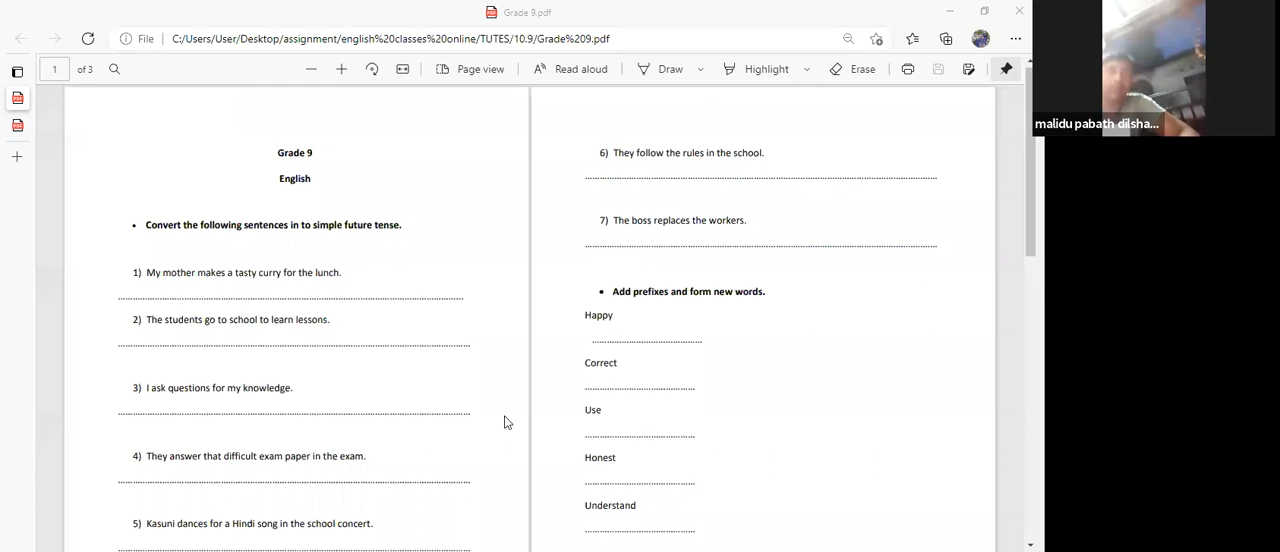 Grade 9.pdf
File C:/Users/User/Desktop/assignment/english%20classes%20online/TUTES/10.9/Grade%209.pdf
1 of 3 Page view Read aloud Draw Highlight Erase
malidu pabath dilsha...
Grade 9
English
• Convert the following sentences in to simple future tense.
1) My mother makes a tasty curry for the lunch.
2) The students go to school to learn lessons.
3) I ask questions for my knowledge.
4) They answer that difficult exam paper in the exam.
5) Kasuni dances for a Hindi song in the school concert.
6) They follow the rules in the school.
7) The boss replaces the workers.
• Add prefixes and form new words.
Happy
Correct
Use
Honest
Understand